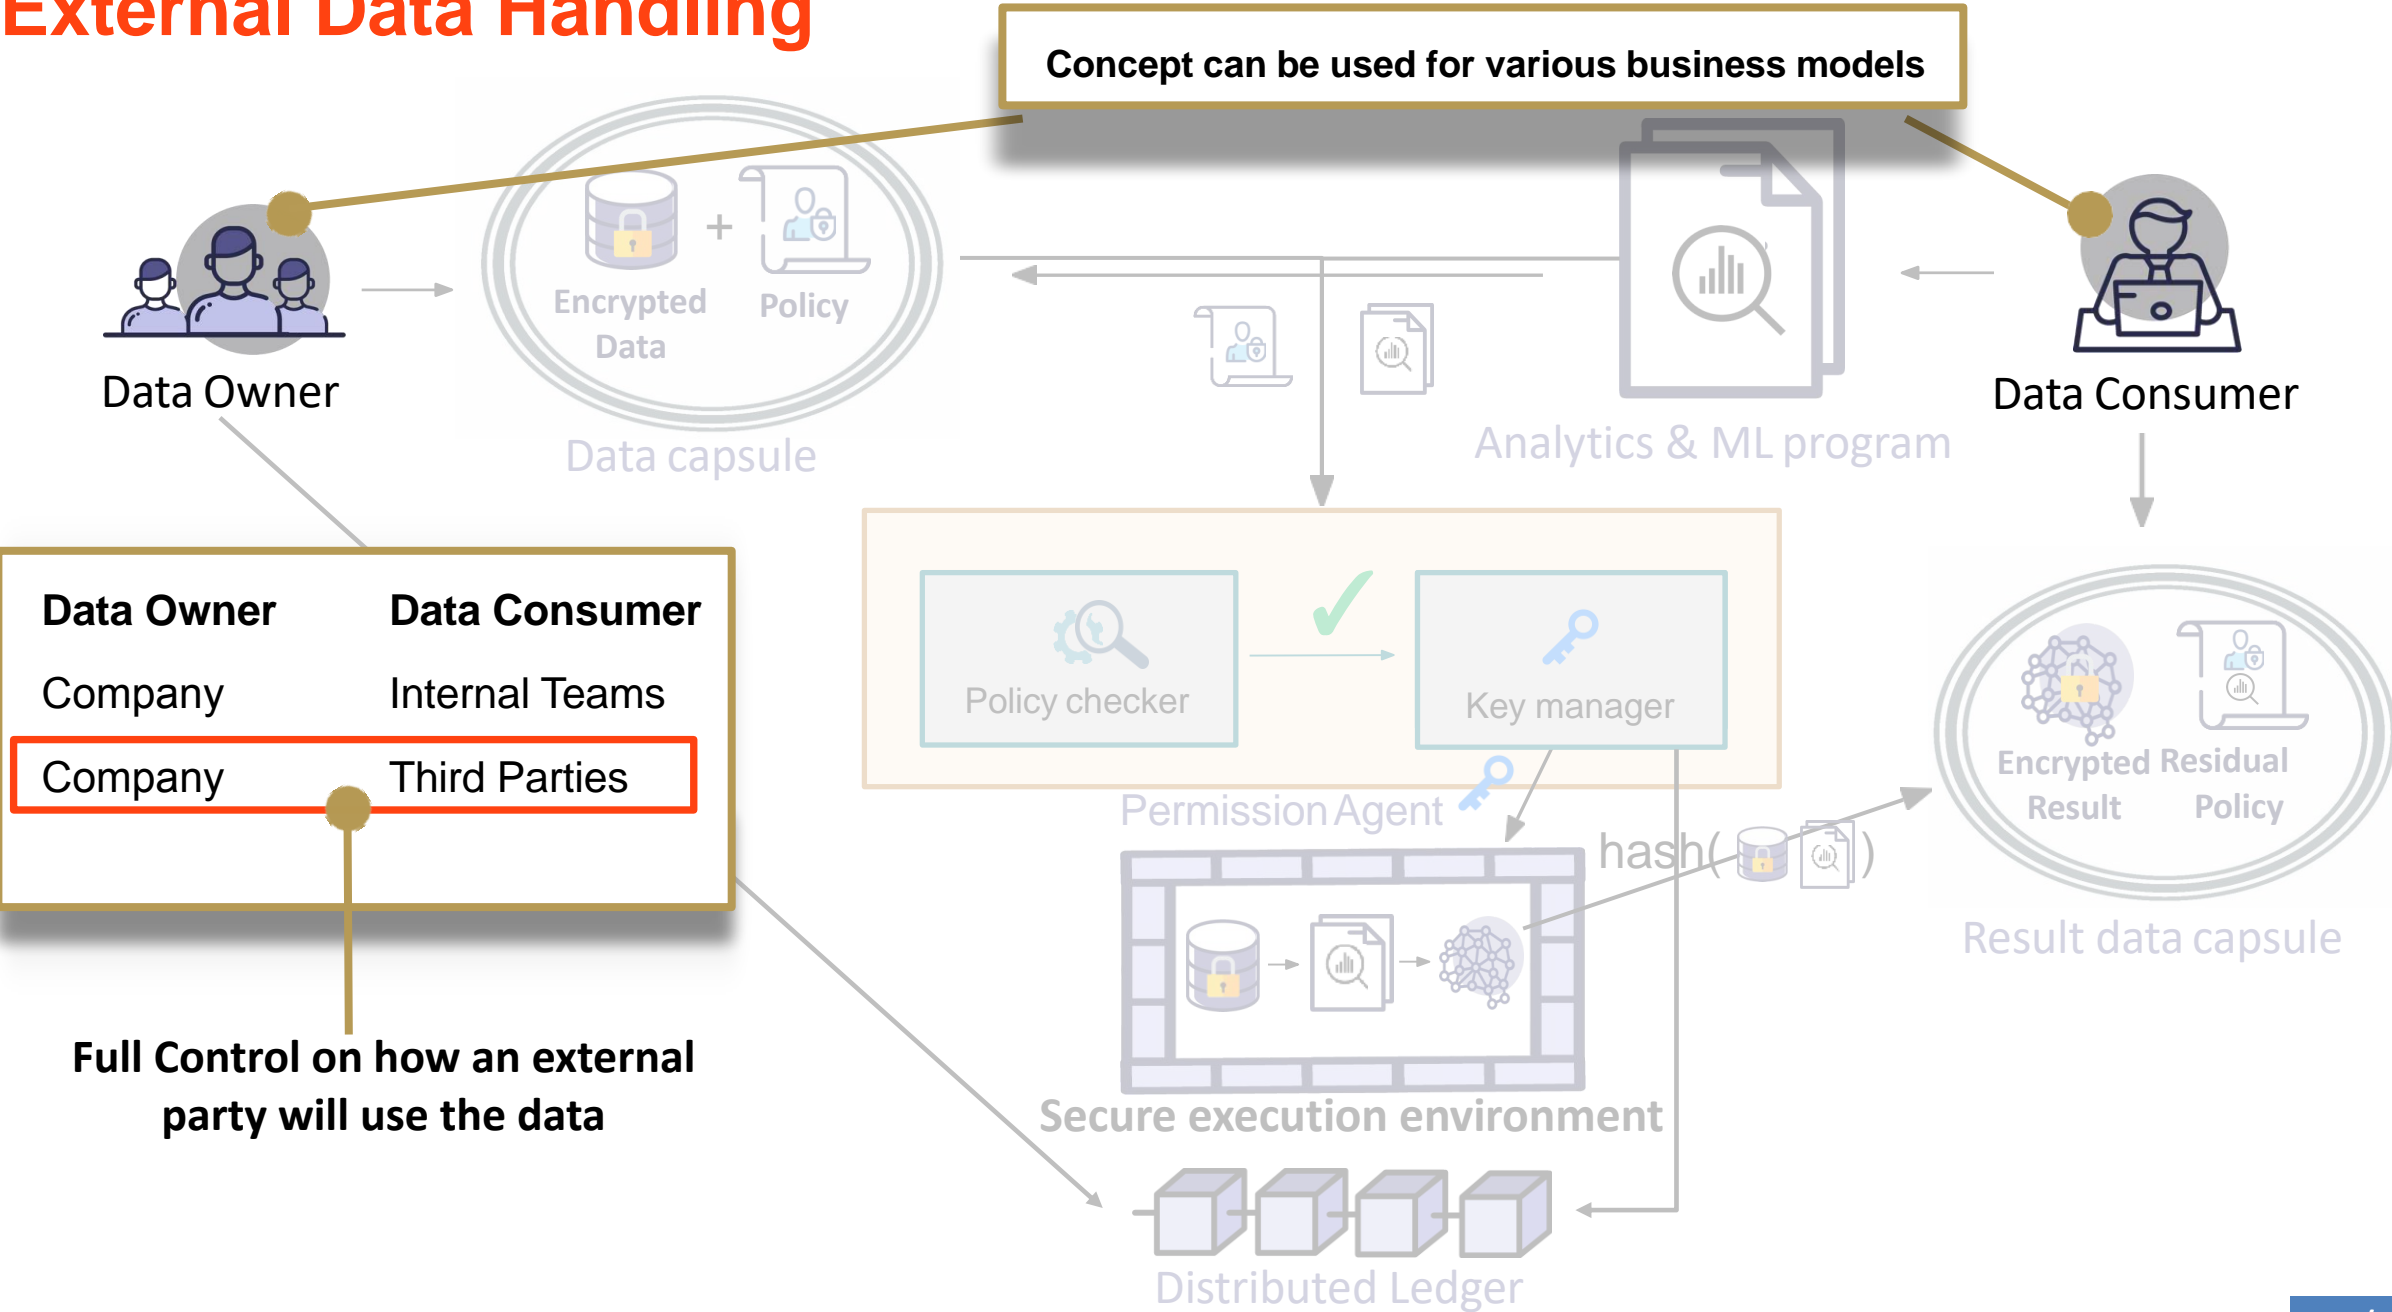 External Data Handling
Concept can be used for various business models
Encrypted
Data
+
Policy
Data Owner
Data Consumer
Data capsule
Analytics & ML program
Data Owner Data Consumer
Company Internal Teams
Company Third Parties
Policy checker
Key manager
Permission Agent
Encrypted
Result
Residual
Policy
hash( )
Result data capsule
Full Control on how an external
party will use the data
Secure execution environment
Distributed Ledger